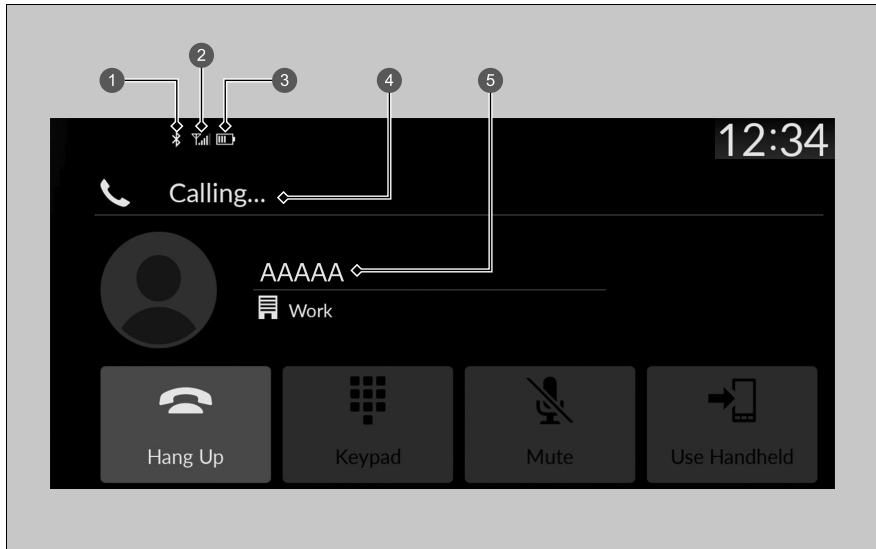 1
2
3
4
5
12:34
Calling...
AAAAA
Work
Hang Up
Keypad
Mute
Use Handheld